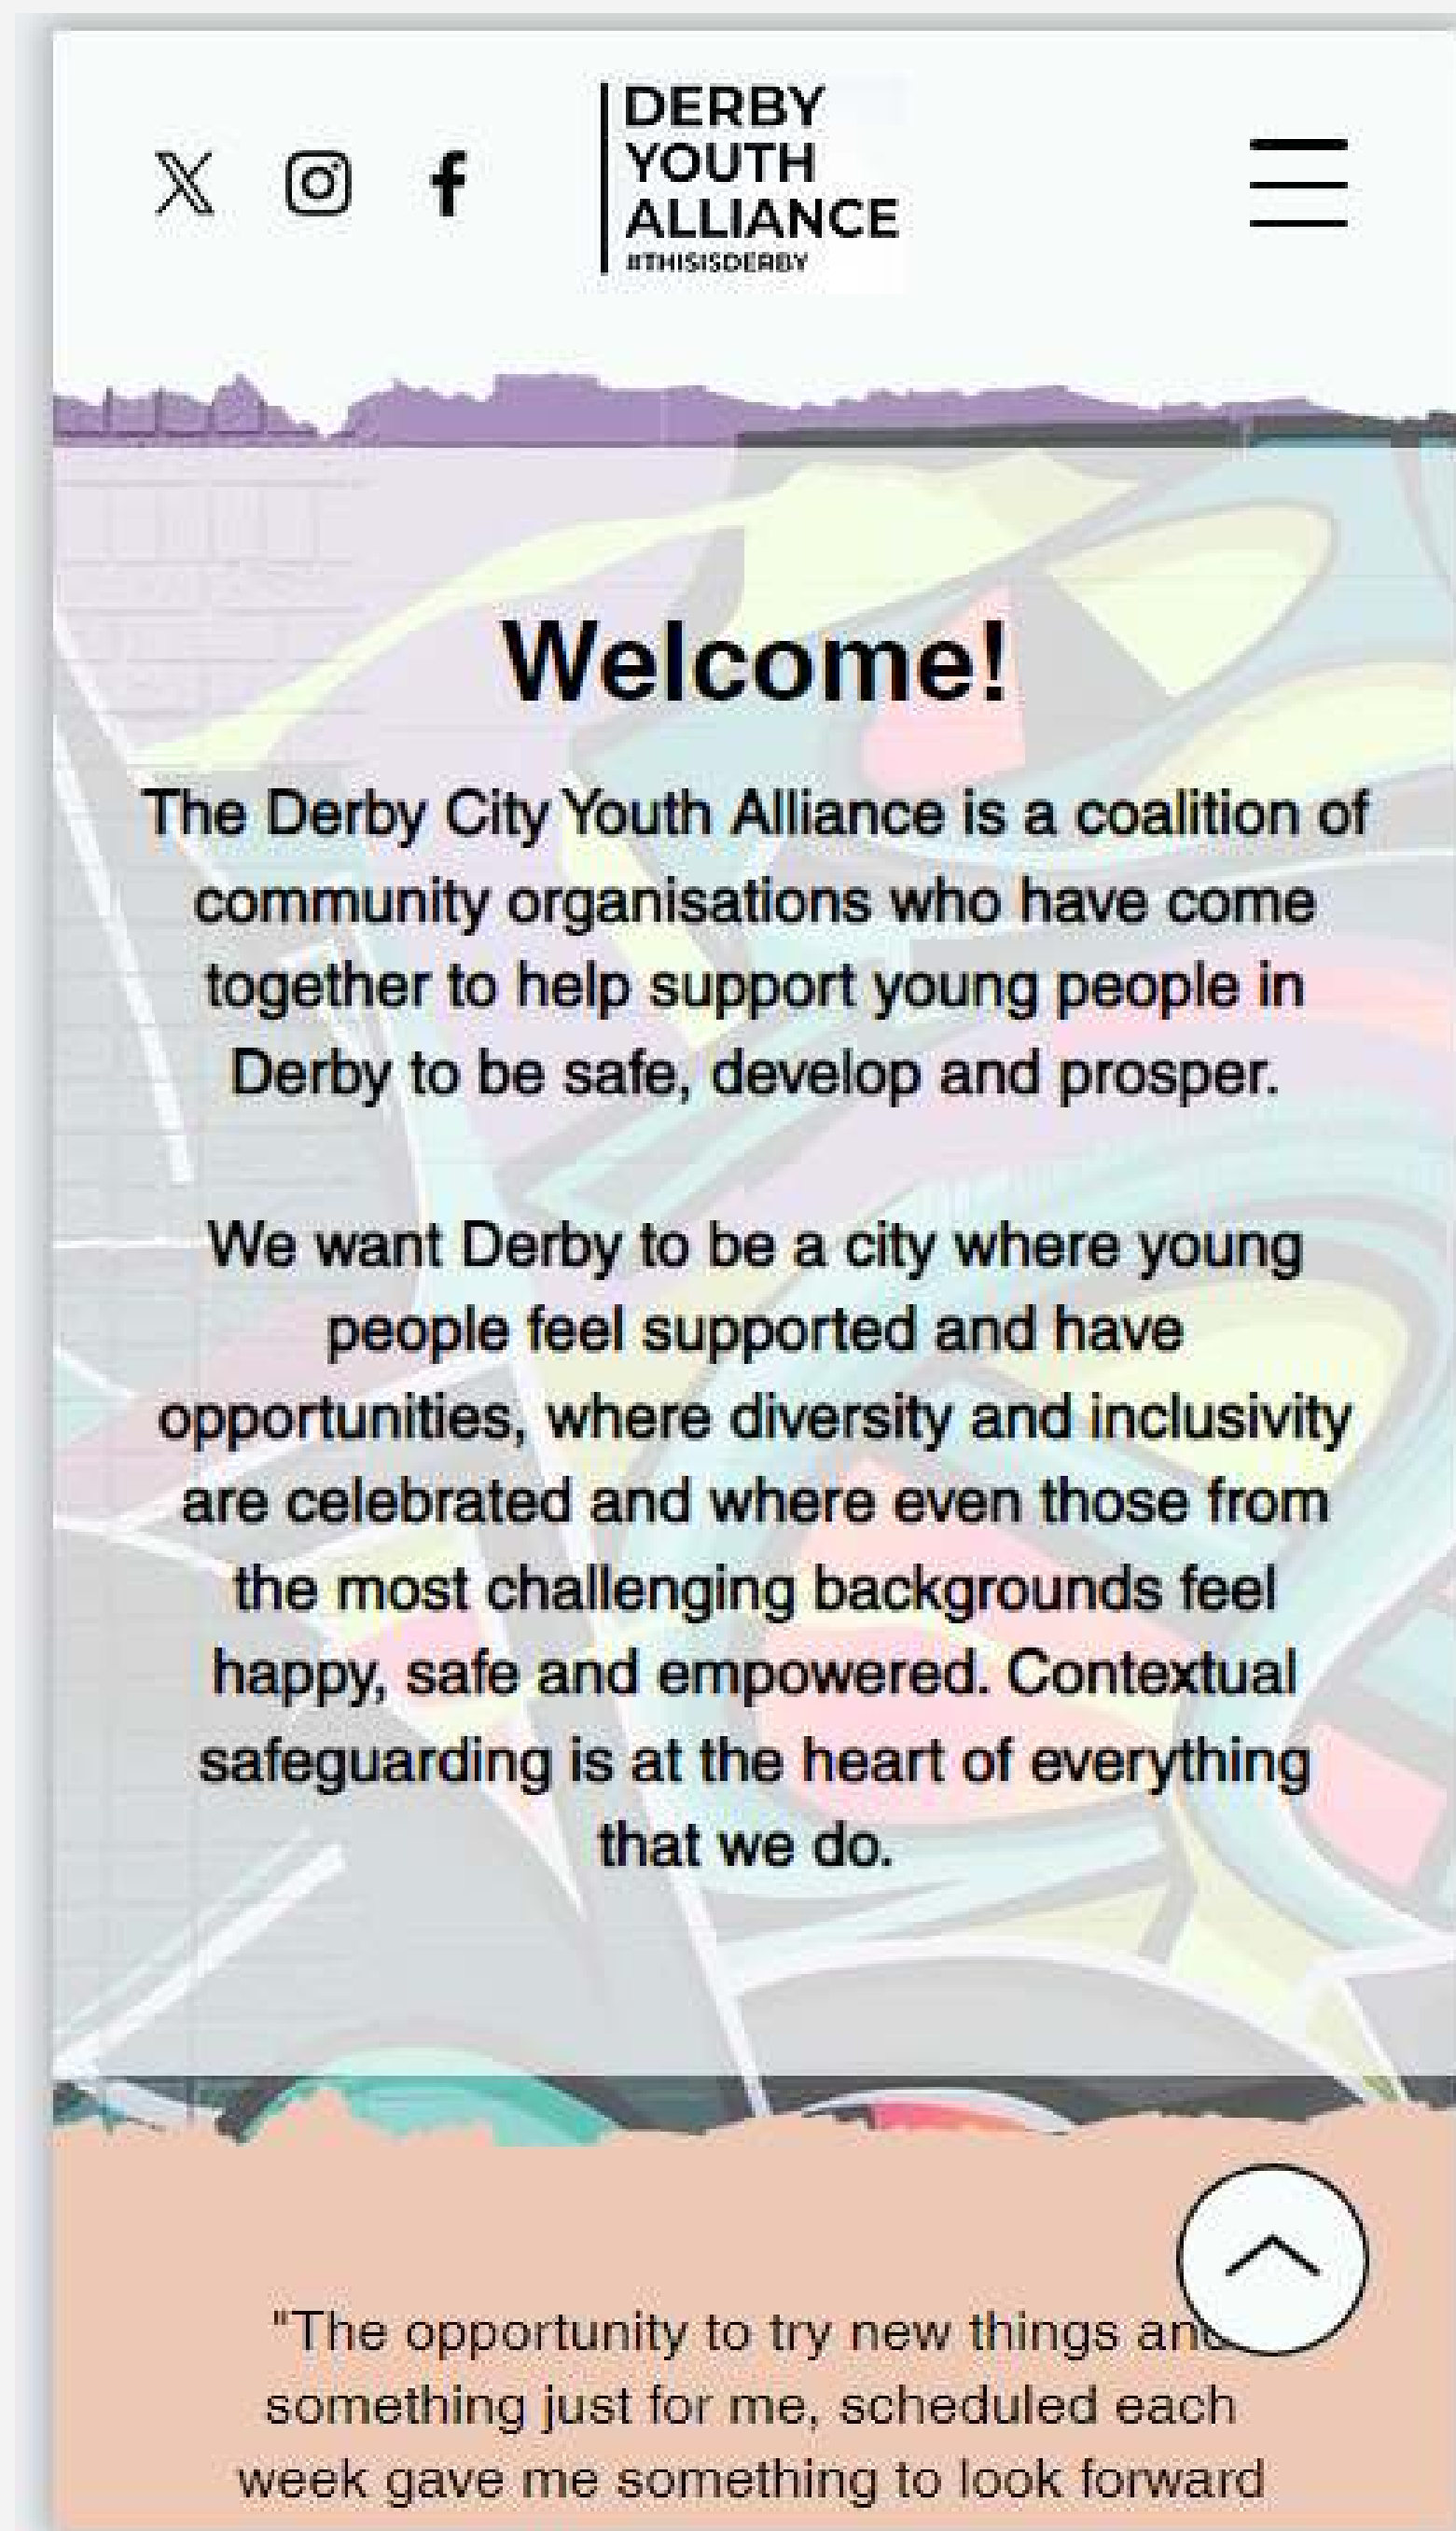 DERBY
YOUTH
ALLIANCE
#THISISDERBY
Welcome!
The Derby City Youth Alliance is a coalition of
community organisations who have come
together to help support young people in
Derby to be safe, develop and prosper.
We want Derby to be a city where young
people feel supported and have
opportunities, where diversity and inclusivity
are celebrated and where even those from
the most challenging backgrounds feel
happy, safe and empowered. Contextual
safeguarding is at the heart of everything
that we do.
"The opportunity to try new things and
something just for me, scheduled each
week gave me something to look forward